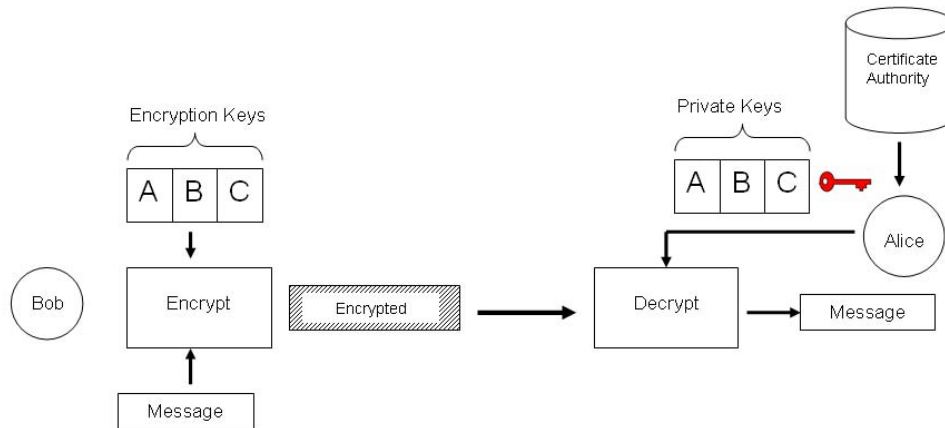 Certificate
Authority
Encryption Keys
Private Keys
A B C
A B C
Alice
Bob
Encrypt
Encrypted
Decrypt
Message
Message